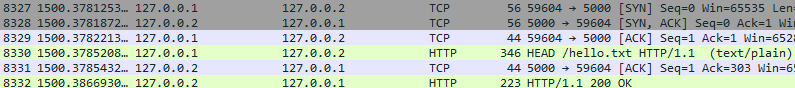 8327 1500.3781253… 127.0.0.1 127.0.0.2 TCP 56 59604 → 5000 [SYN] Seq=0 Win=65535 Len=
8328 1500.3781872… 127.0.0.2 127.0.0.1 TCP 56 5000 → 59604 [SYN, ACK] Seq=0 Ack=1 Win=
8329 1500.3782213… 127.0.0.1 127.0.0.2 TCP 44 59604 → 5000 [ACK] Seq=1 Ack=1 Win=6528
8330 1500.3785208… 127.0.0.1 127.0.0.2 HTTP 346 HEAD /hello.txt HTTP/1.1 (text/plain)
8331 1500.3785432… 127.0.0.2 127.0.0.1 TCP 44 5000 → 59604 [ACK] Seq=1 Ack=303 Win=65
8332 1500.3866930… 127.0.0.2 127.0.0.1 HTTP 223 HTTP/1.1 200 OK